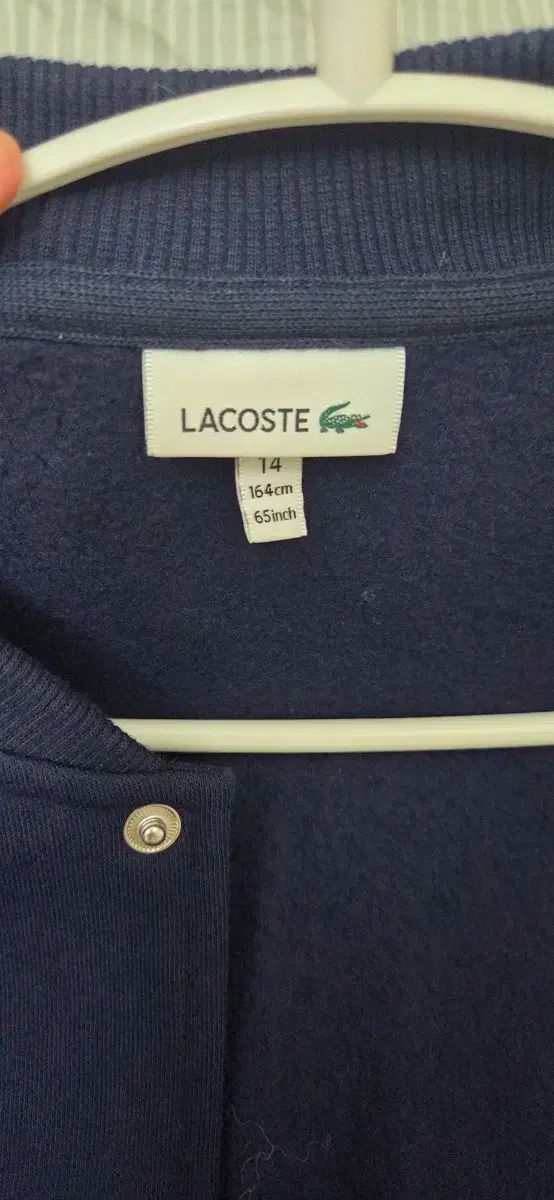 LACOSTE
14
164cm
65inch